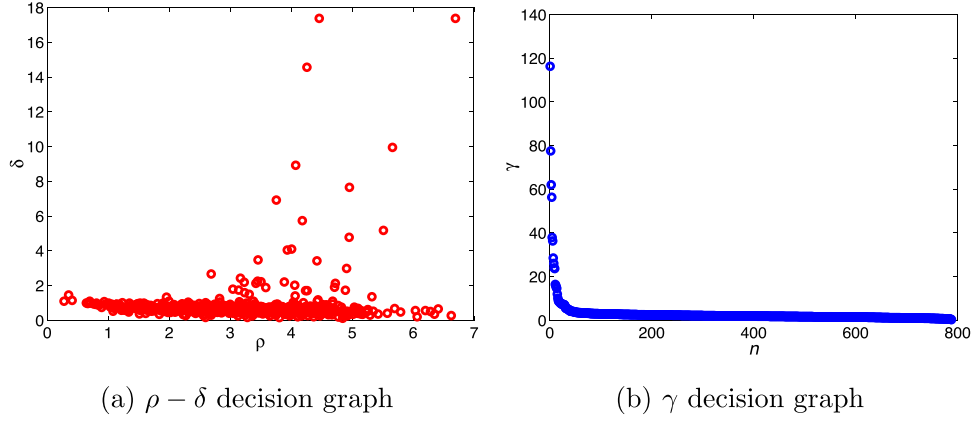 18
16
14
12
10
8
6
4
2
0
δ
0 1 2 3 4 5 6 7
ρ
140
120
100
80
60
40
20
0
γ
0 200 400 600 800
n
(a) ρ − δ decision graph
(b) γ decision graph